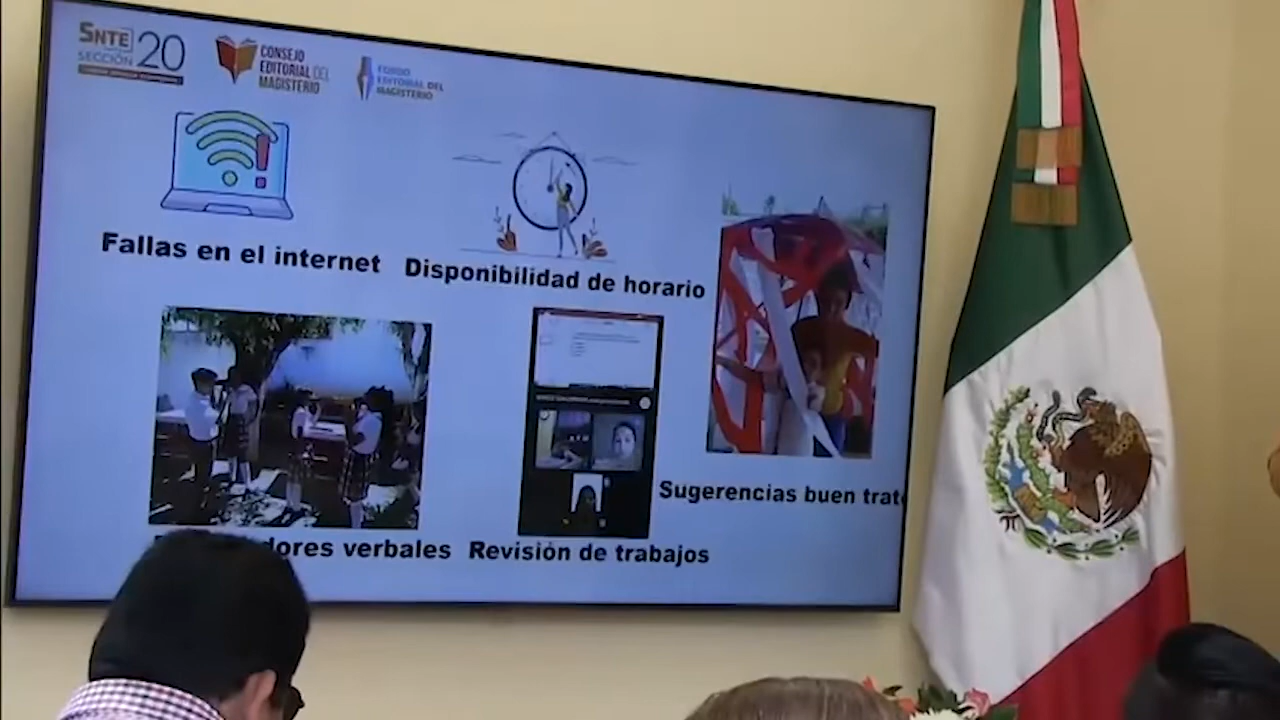 SNTE
SECCIÓN 20
CONSEJO
EDITORIAL DEL
MAGISTERIO
FONDO
EDITORIAL DEL
MAGISTERIO
Fallas en el internet
Disponibilidad de horario
Sugerencias buen trat
dores verbales
Revisión de trabajos